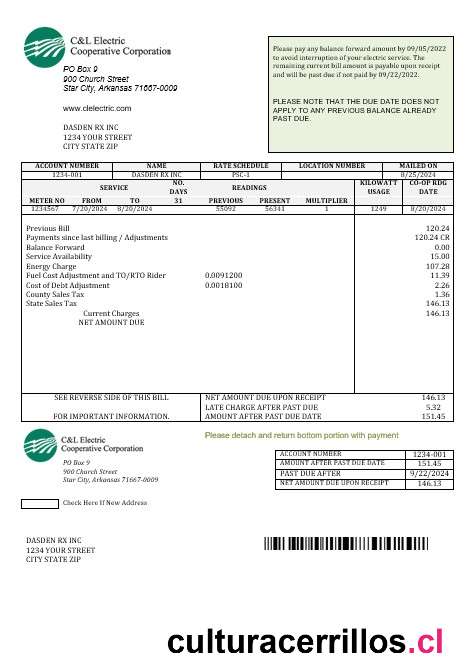 C&L Electric
Cooperative Corporation
PO Box 9
900 Church Street
Star City, Arkansas 71667-0009
www.clelectric.com
DASDEN RX INC
1234 YOUR STREET
CITY STATE ZIP
Please pay any balance forward amount by 09/05/2022
to avoid interruption of your electric service. The
remaining current bill amount is payable upon receipt
and will be past due if not paid by 09/22/2022.
PLEASE NOTE THAT THE DUE DATE DOES NOT
APPLY TO ANY PREVIOUS BALANCE ALREADY
PAST DUE.
ACCOUNT NUMBER NAME RATE SCHEDULE LOCATION NUMBER MAILED ON
1234-001 DASDEN RX INC PSC-1 8/25/2024
SERVICE NO. DAYS READINGS KILOWATT USAGE CO-OP RDG DATE
METER NO FROM TO 31 PREVIOUS PRESENT MULTIPLIER
1234567 7/20/2024 8/20/2024 55092 56341 1 1249 8/20/2024
Previous Bill 120.24
Payments since last billing / Adjustments 120.24 CR
Balance Forward 0.00
Service Availability 15.00
Energy Charge 107.28
Fuel Cost Adjustment and TO/RTO Rider 0.0091200 11.39
Cost of Debt Adjustment 0.0018100 2.26
County Sales Tax 1.36
State Sales Tax 146.13
Current Charges 146.13
NET AMOUNT DUE
SEE REVERSE SIDE OF THIS BILL NET AMOUNT DUE UPON RECEIPT 146.13
LATE CHARGE AFTER PAST DUE 5.32
FOR IMPORTANT INFORMATION. AMOUNT AFTER PAST DUE 151.45
C&L Electric
Cooperative Corporation
PO Box 9
900 Church Street
Star City, Arkansas 71667-0009
Please detach and return bottom portion with payment
ACCOUNT NUMBER 1234-001
AMOUNT AFTER PAST DUE DATE 151.45
PAST DUE AFTER 9/22/2024
NET AMOUNT DUE UPON RECEIPT 146.13
Check Here If New Address
DASDEN RX INC
1234 YOUR STREET
CITY STATE ZIP
culturacerrillos.cl